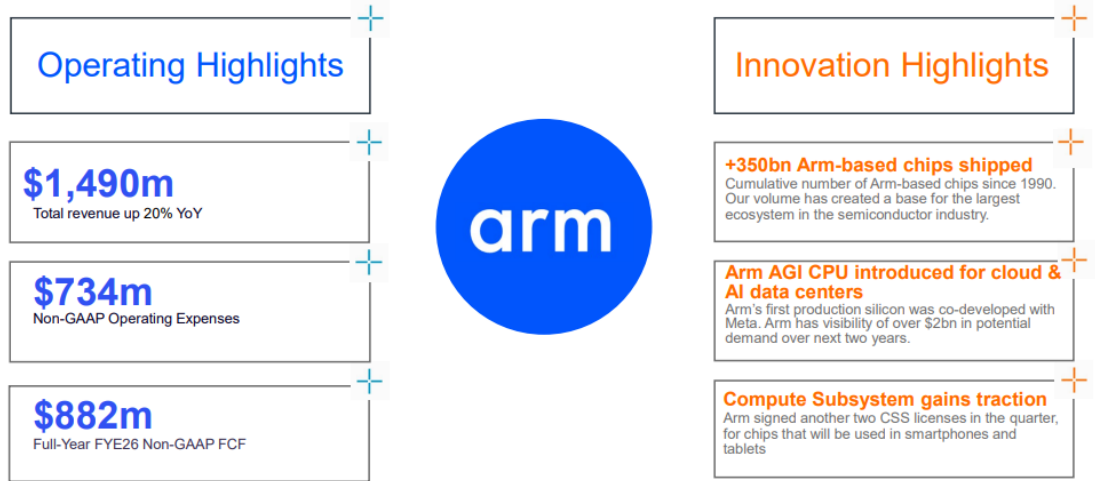 Operating Highlights
$1,490m
Total revenue up 20% YoY
$734m
Non-GAAP Operating Expenses
$882m
Full-Year FYE26 Non-GAAP FCF
arm
Innovation Highlights
+350bn Arm-based chips shipped
Cumulative number of Arm-based chips since 1990.
Our volume has created a base for the largest
ecosystem in the semiconductor industry.
Arm AGI CPU introduced for cloud &
AI data centers
Arm's first production silicon was co-developed with
Meta. Arm has visibility of over $2bn in potential
demand over next two years.
Compute Subsystem gains traction
Arm signed another two CSS licenses in the quarter,
for chips that will be used in smartphones and
tablets